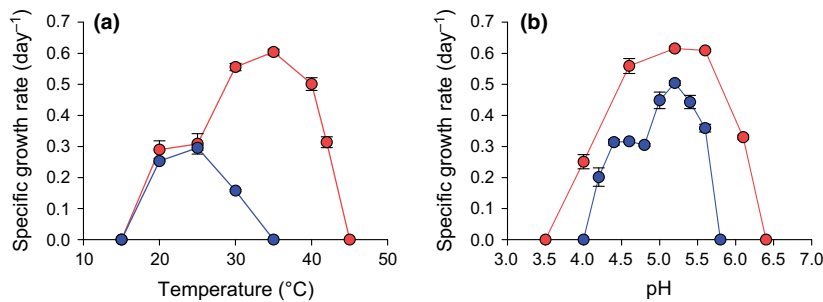 (a)
Specific growth rate (day⁻¹)
0.7
0.6
0.5
0.4
0.3
0.2
0.1
0.0
10 20 30 40 50
Temperature (°C)
(b)
Specific growth rate (day⁻¹)
0.7
0.6
0.5
0.4
0.3
0.2
0.1
0.0
3.0 3.5 4.0 4.5 5.0 5.5 6.0 6.5 7.0
pH